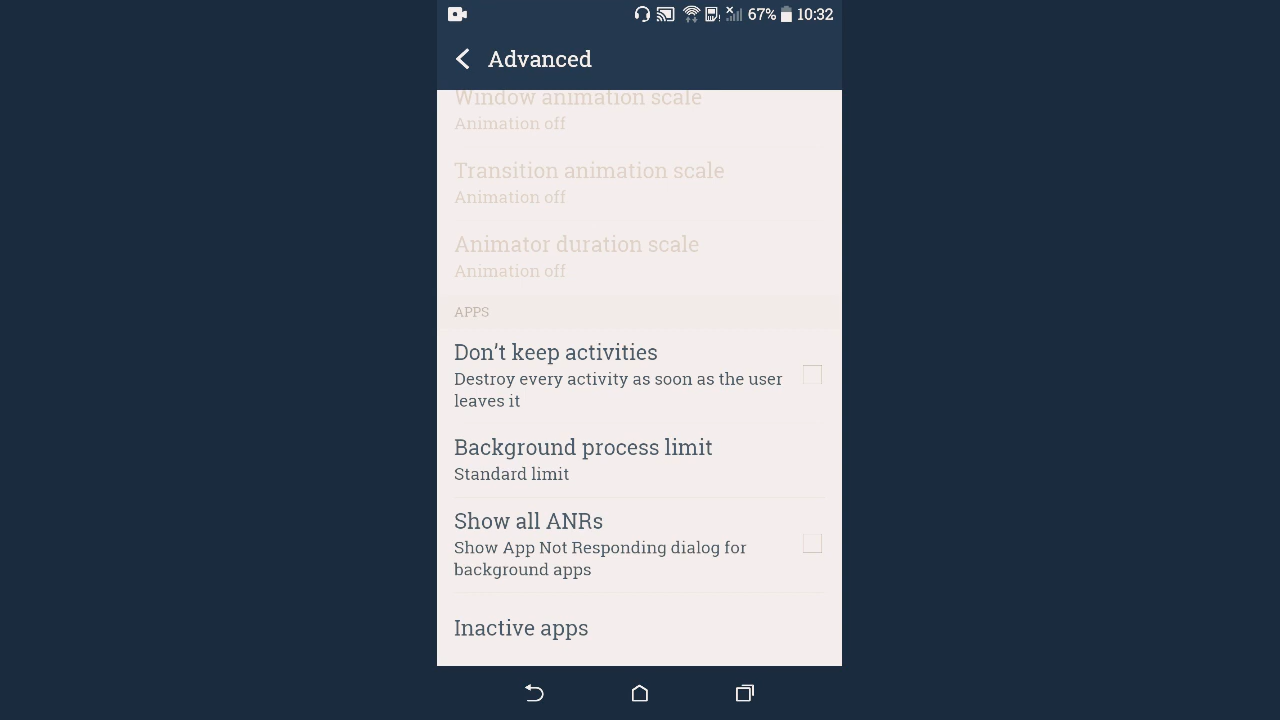 67% 10:32
Advanced
Window animation scale
Animation off
Transition animation scale
Animation off
Animator duration scale
Animation off
APPS
Don’t keep activities
Destroy every activity as soon as the user
leaves it
Background process limit
Standard limit
Show all ANRs
Show App Not Responding dialog for
background apps
Inactive apps